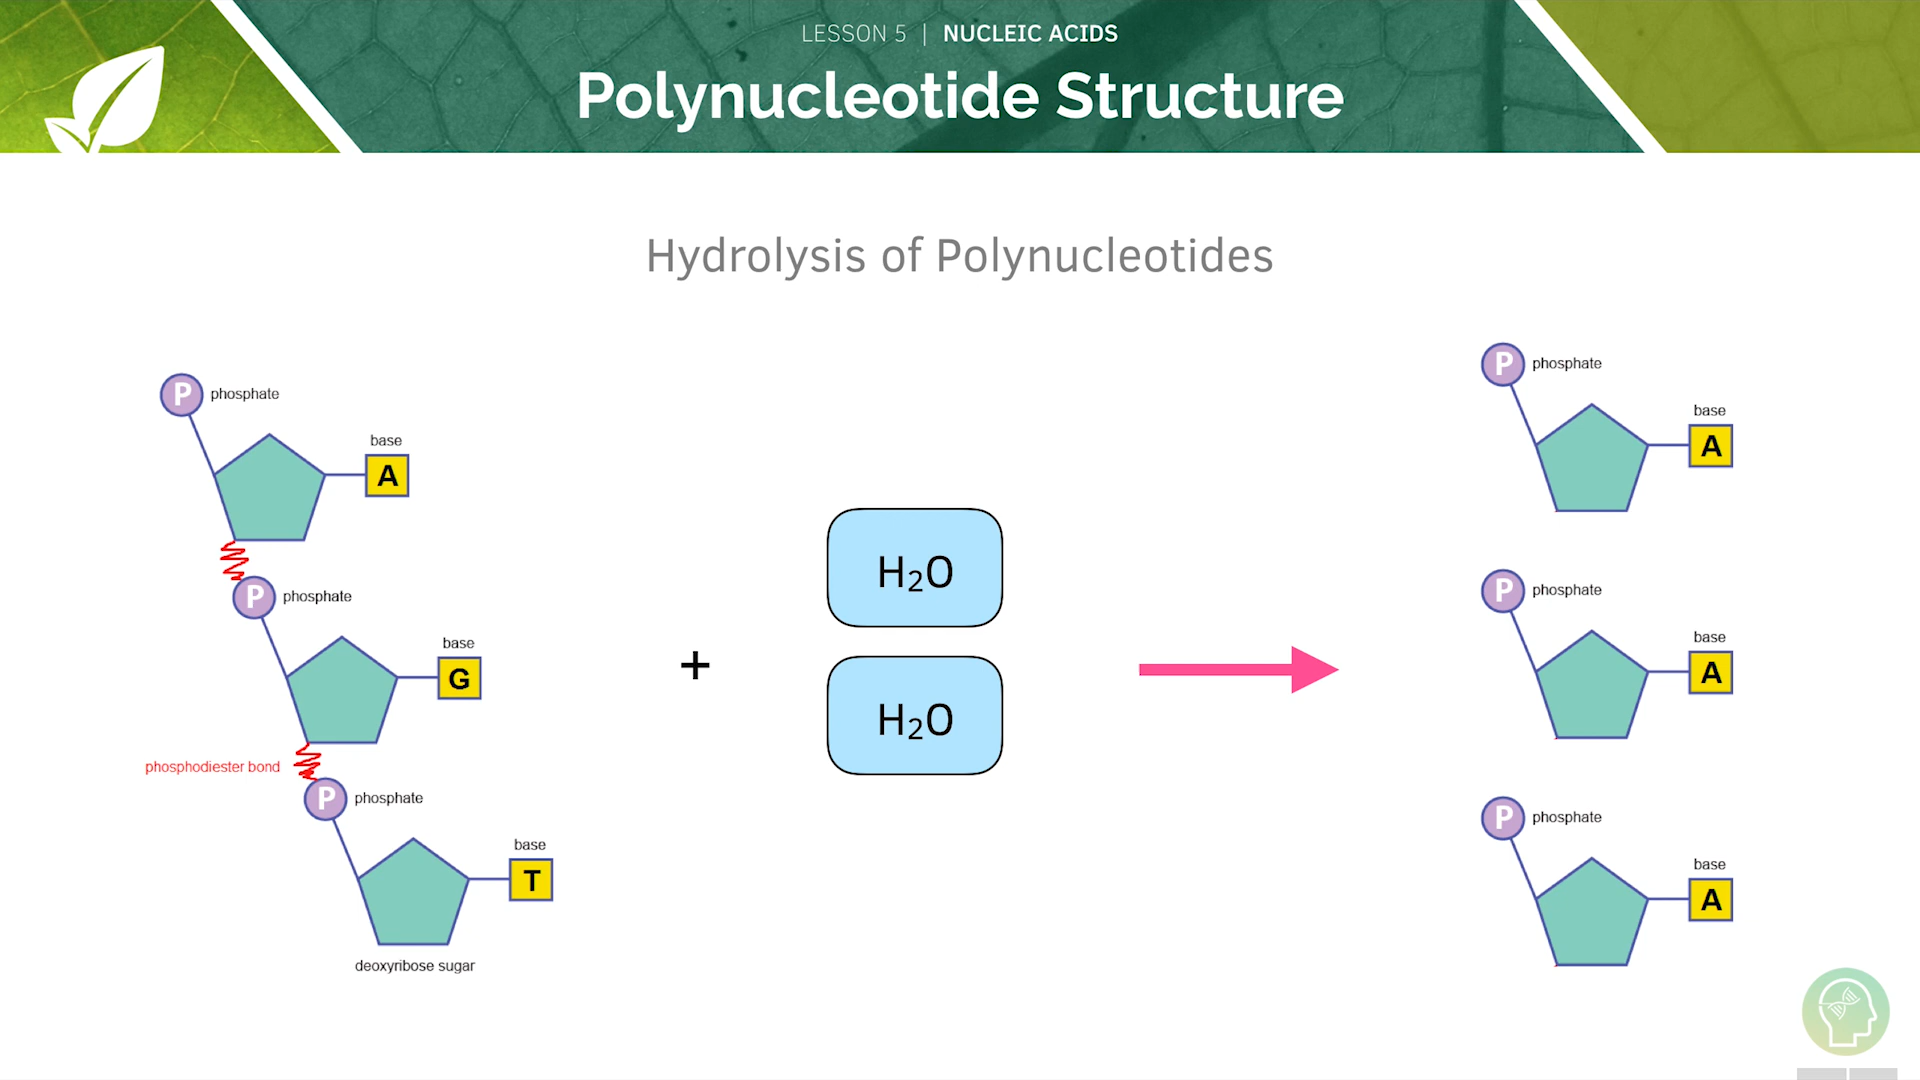 LESSON 5 | NUCLEIC ACIDS
Polynucleotide Structure
Hydrolysis of Polynucleotides
P phosphate
base
A
P phosphate
base
G
phosphodiester bond
P phosphate
base
T
deoxyribose sugar
+
H₂O
H₂O
P phosphate
base
A
P phosphate
base
A
P phosphate
base
A